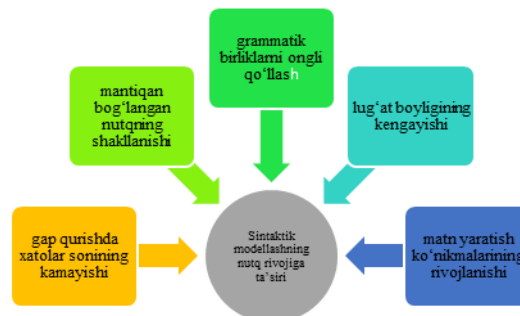 grammatik
birliklarni ongli
qo‘llash
mantiqan
bog‘langan
nutqning
shakllanishi
lug‘at boyligining
kengayishi
gap qurishda
xatolar sonining
kamayishi
Sintaktik
modellashning
nutq rivojiga
ta’siri
matn yaratish
ko‘nikmalarining
rivojlanishi